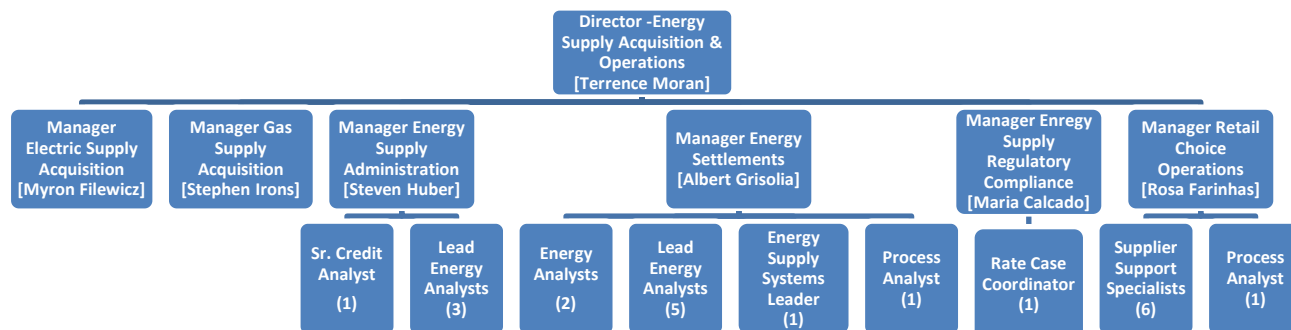 Director -Energy
Supply Acquisition &
Operations
[Terrence Moran]
Manager
Electric Supply
Acquisition
[Myron Filewicz]
Manager Gas
Supply
Acquisition
[Stephen Irons]
Manager Energy
Supply
Administration
[Steven Huber]
Manager Energy
Settlements
[Albert Grisolia]
Manager Enregy
Supply
Regulatory
Compliance
[Maria Calcado]
Manager Retail
Choice
Operations
[Rosa Farinhas]
Sr. Credit
Analyst
(1)
Lead
Energy
Analysts
(3)
Energy
Analysts
(2)
Lead
Energy
Analysts
(5)
Energy
Supply
Systems
Leader
(1)
Process
Analyst
(1)
Rate Case
Coordinator
(1)
Supplier
Support
Specialists
(6)
Process
Analyst
(1)